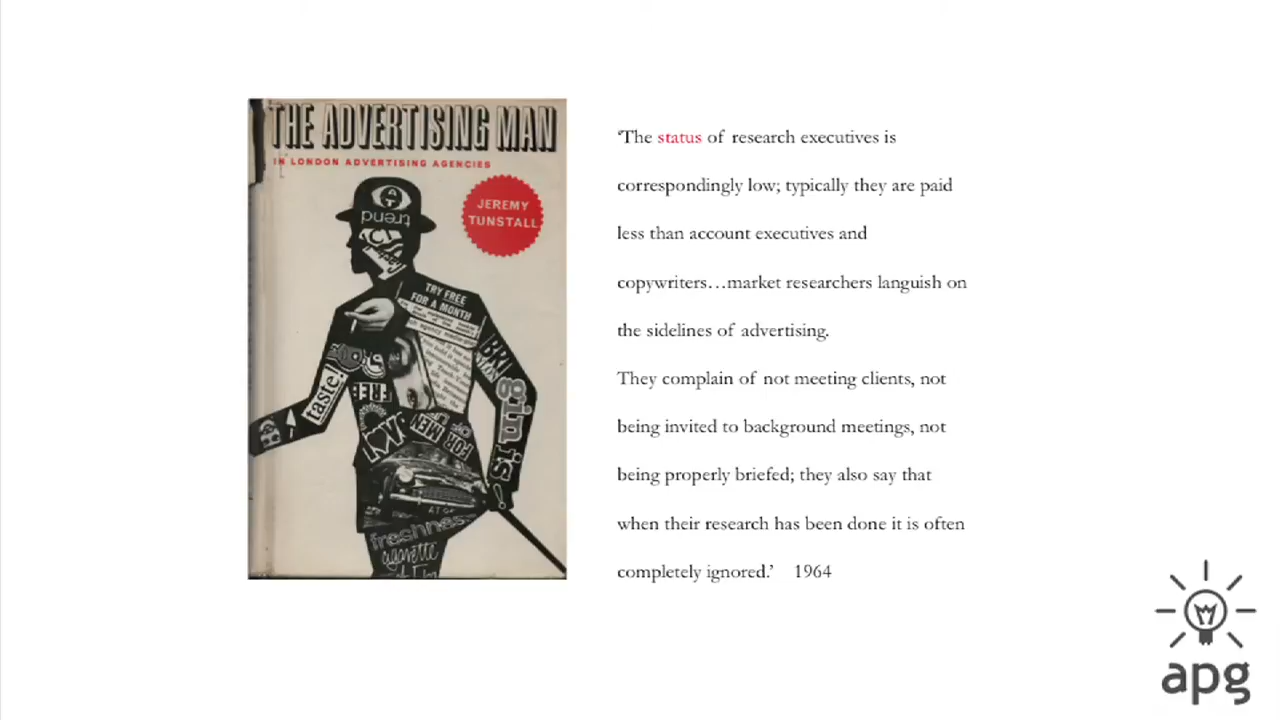 THE ADVERTISING MAN
IN LONDON ADVERTISING AGENCIES
JEREMY
TUNSTALL
trend
TRY FREE
FOR A MONTH
BRI
taste!
FREE
FOR MEN
gin is!
freshness
cigarette
'The status of research executives is
correspondingly low; typically they are paid
less than account executives and
copywriters…market researchers languish on
the sidelines of advertising.
They complain of not meeting clients, not
being invited to background meetings, not
being properly briefed; they also say that
when their research has been done it is often
completely ignored.' 1964
apg